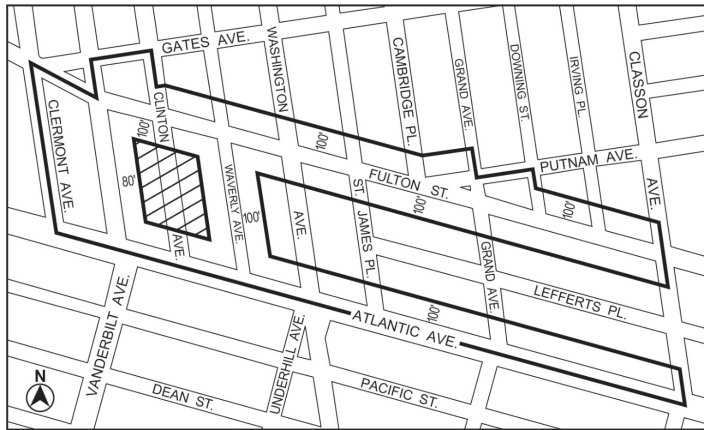 GATES AVE.
WASHINGTON
CAMBRIDGE PL.
GRAND AVE.
DOWNING ST.
IRVING PL.
CLASSON
CLERMONT AVE.
CLINTON
100'
100'
PUTNAM AVE.
80'
WAVERLY AVE.
FULTON ST.
100'
100'
AVE.
100'
AVE.
ST.
JAMES PL.
AVE.
GRAND AVE.
LEFFERTS PL.
100'
ATLANTIC AVE.
VANDERBILT AVE.
UNDERHILL AVE.
N
DEAN ST.
PACIFIC ST.